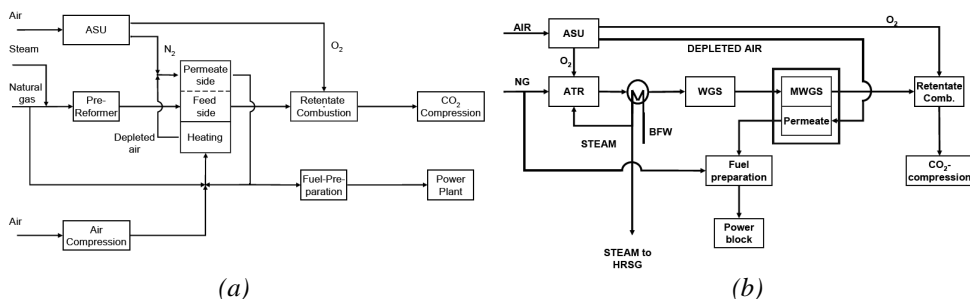 Air
ASU
Steam
N2
O2
Natural
gas
Pre-
Reformer
Permeate
side
Feed
side
Heating
Retentate
Combustion
CO2
Compression
Depleted
air
Fuel-Pre-
paration
Power
Plant
Air
Air
Compression
(a)
AIR
ASU
O2
DEPLETED AIR
O2
NG
ATR
WGS
MWGS
Permeate
Retentate
Comb.
STEAM
BFW
Fuel
preparation
CO2-
compression
Power
block
STEAM to
HRSG
(b)